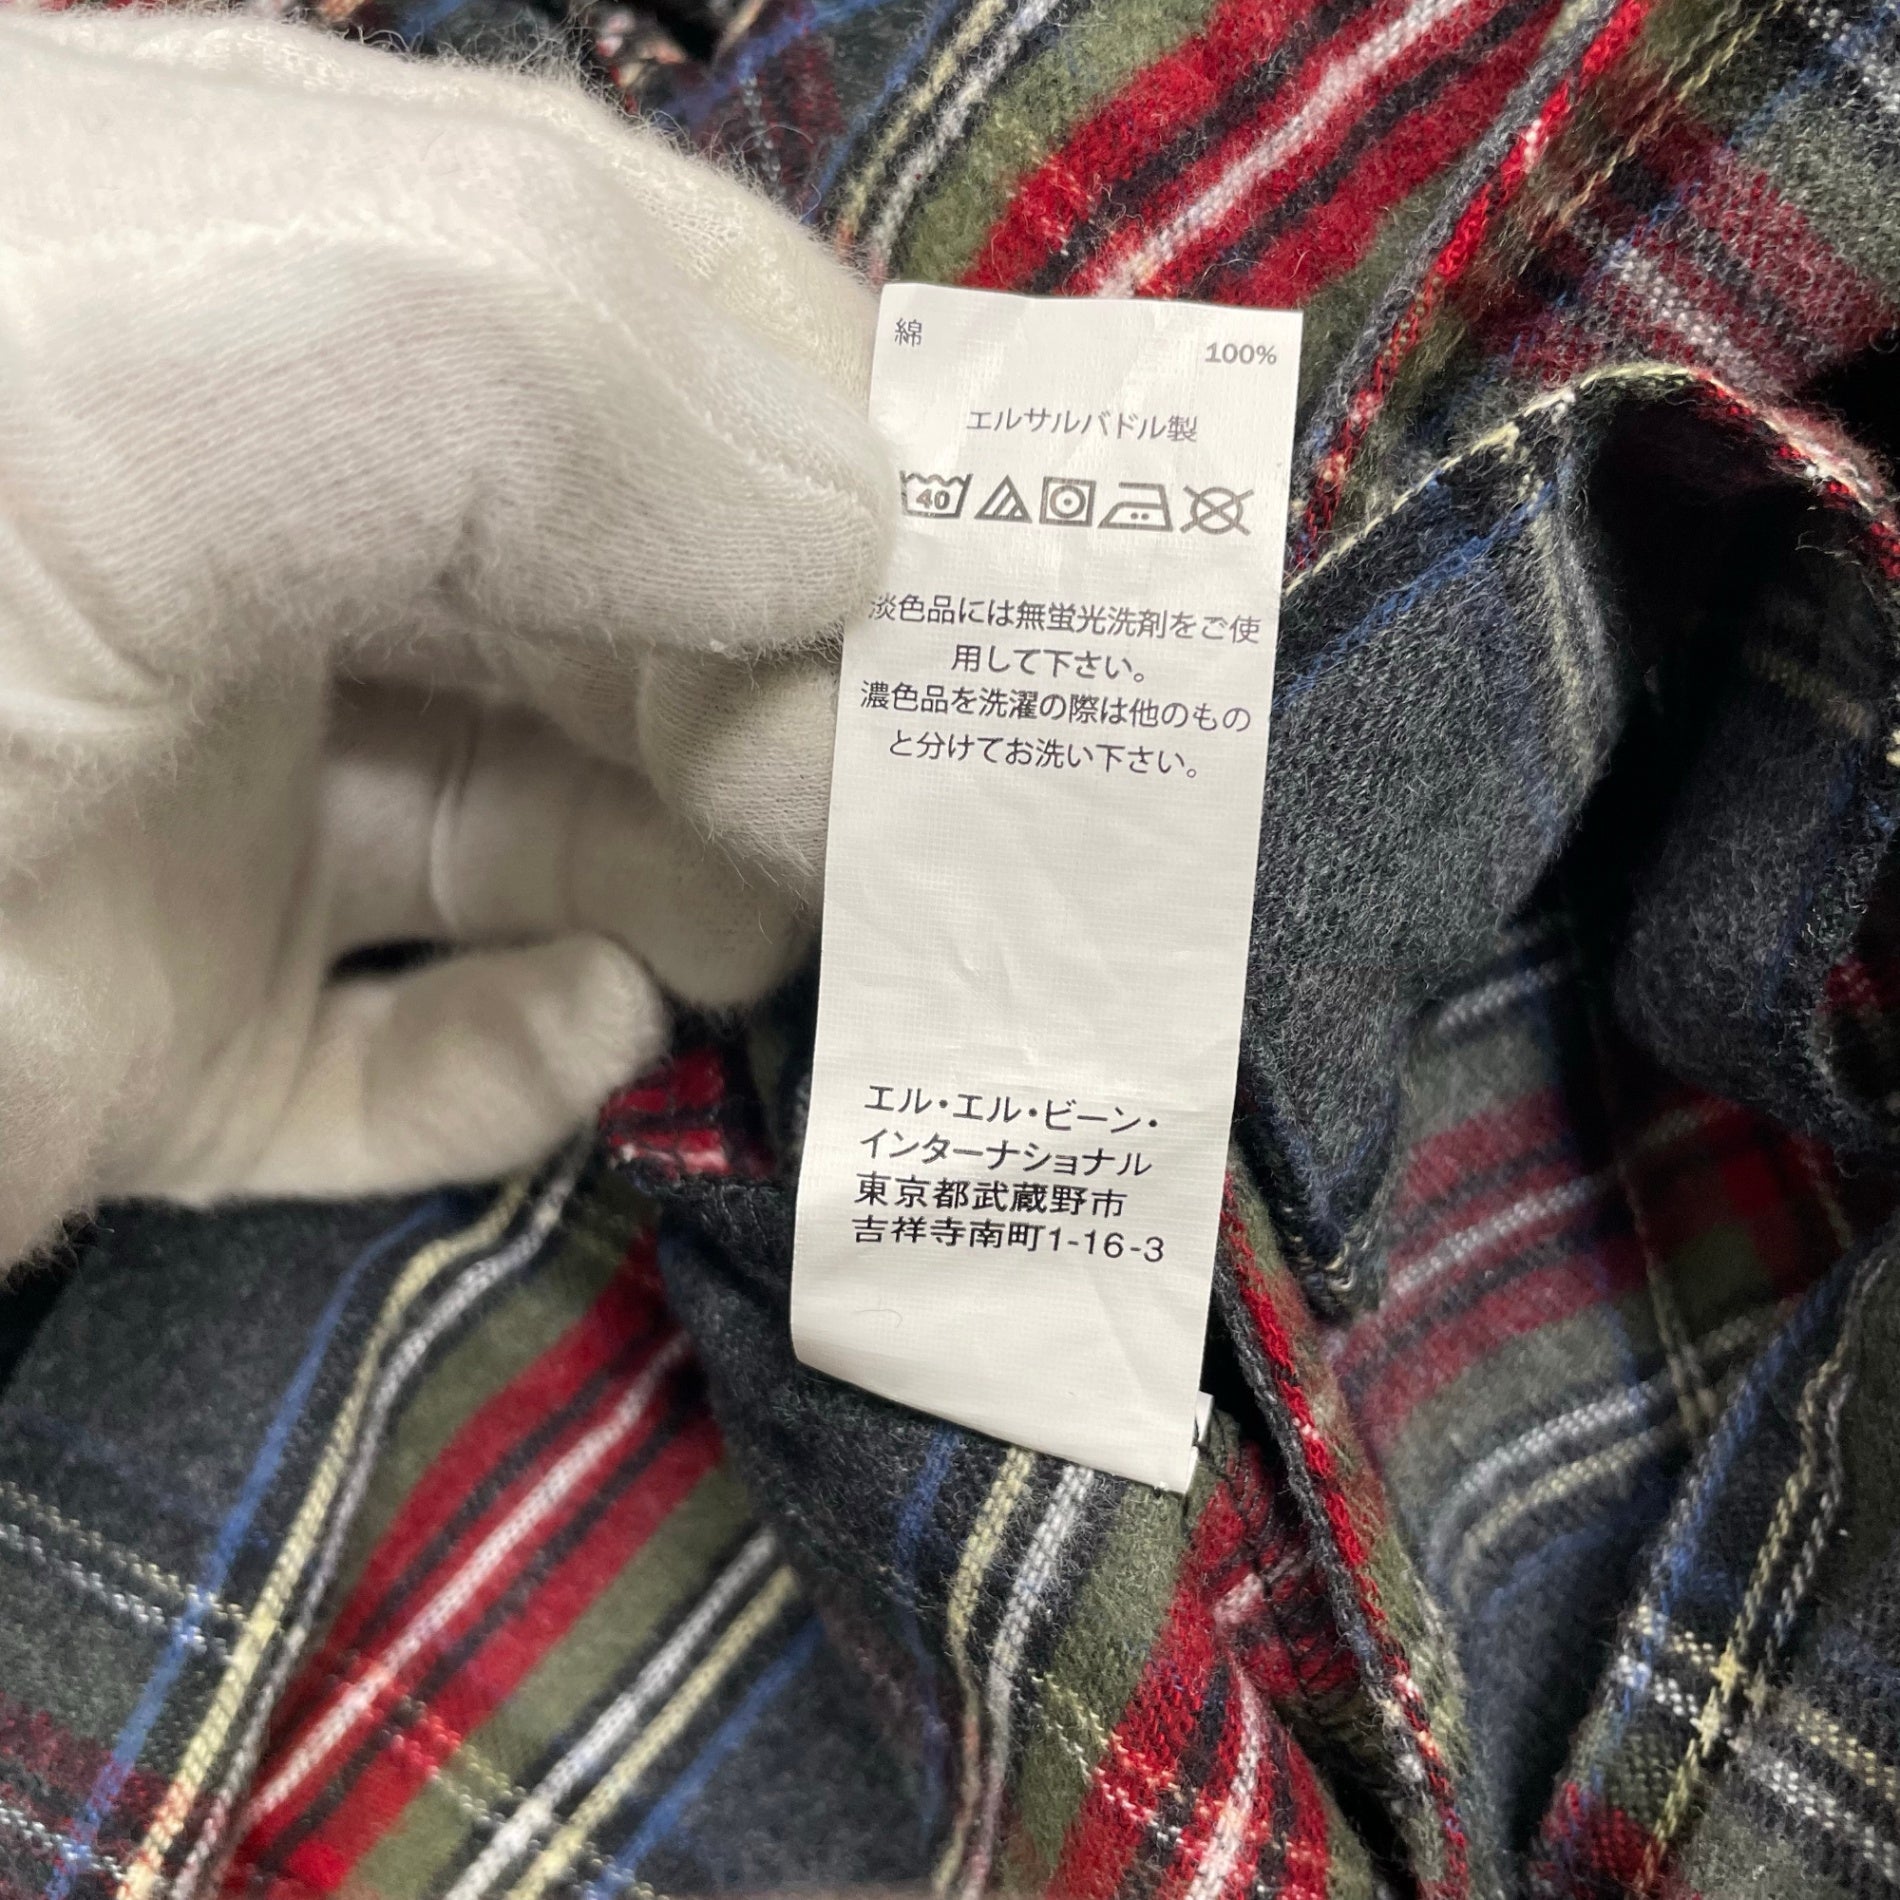 綿 100%
エルサルバドル製
40
淡色品には無蛍光洗剤をご使
用して下さい。
濃色品を洗濯の際は他のもの
と分けてお洗い下さい。
エル・エル・ビーン・
インターナショナル
東京都武蔵野市
吉祥寺南町1-16-3